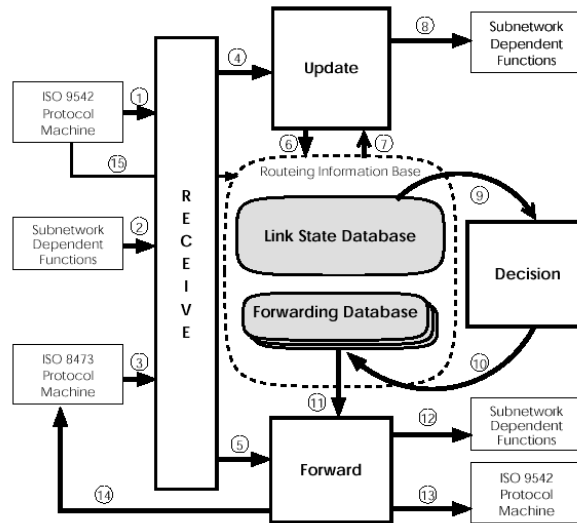 ④
Update
⑧
Subnetwork
Dependent
Functions
ISO 9542
Protocol
Machine
①
⑮
⑥
⑦
Routeing Information Base
R
E
C
E
I
V
E
Link State Database
⑨
Subnetwork
Dependent
Functions
②
Decision
Forwarding Database
ISO 8473
Protocol
Machine
③
⑩
⑪
⑤
Forward
⑫
Subnetwork
Dependent
Functions
⑭
⑬
ISO 9542
Protocol
Machine